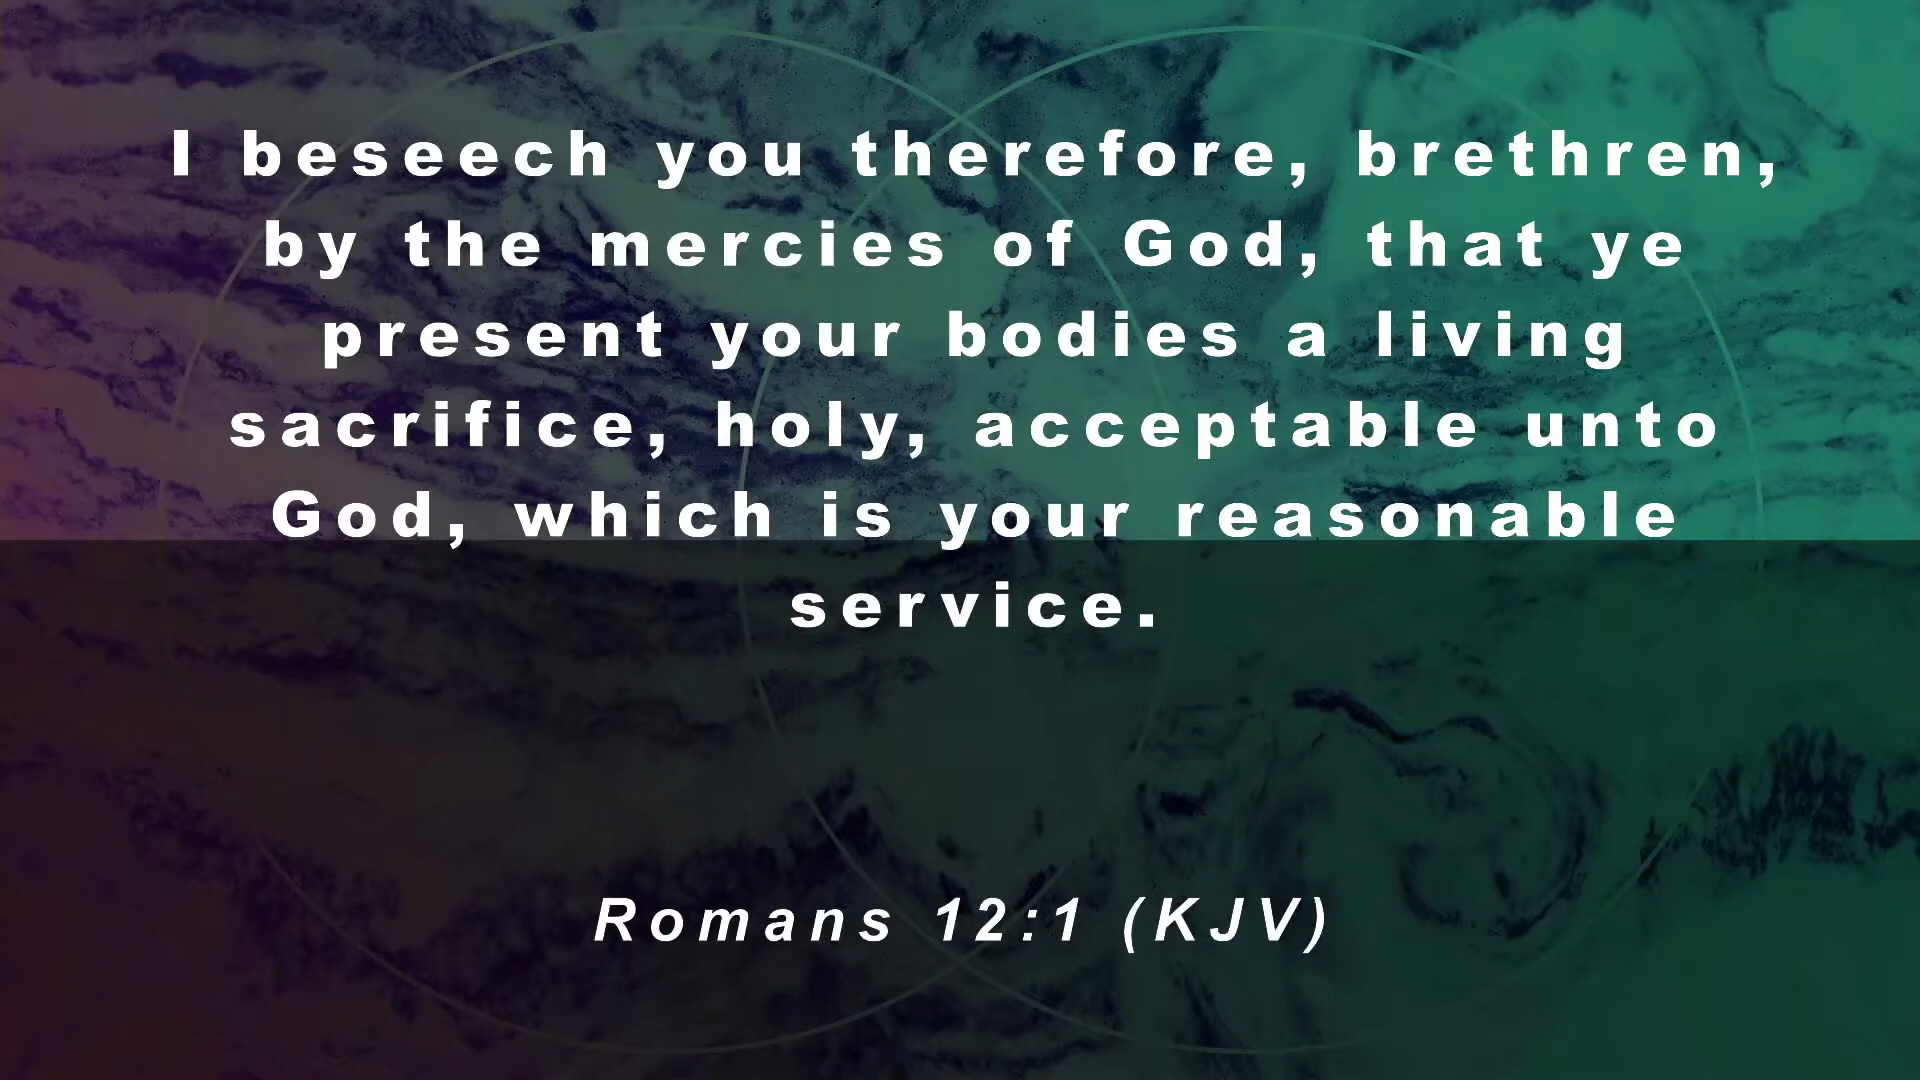 I beseech you therefore, brethren,
by the mercies of God, that ye
present your bodies a living
sacrifice, holy, acceptable unto
God, which is your reasonable
service.
Romans 12:1 (KJV)